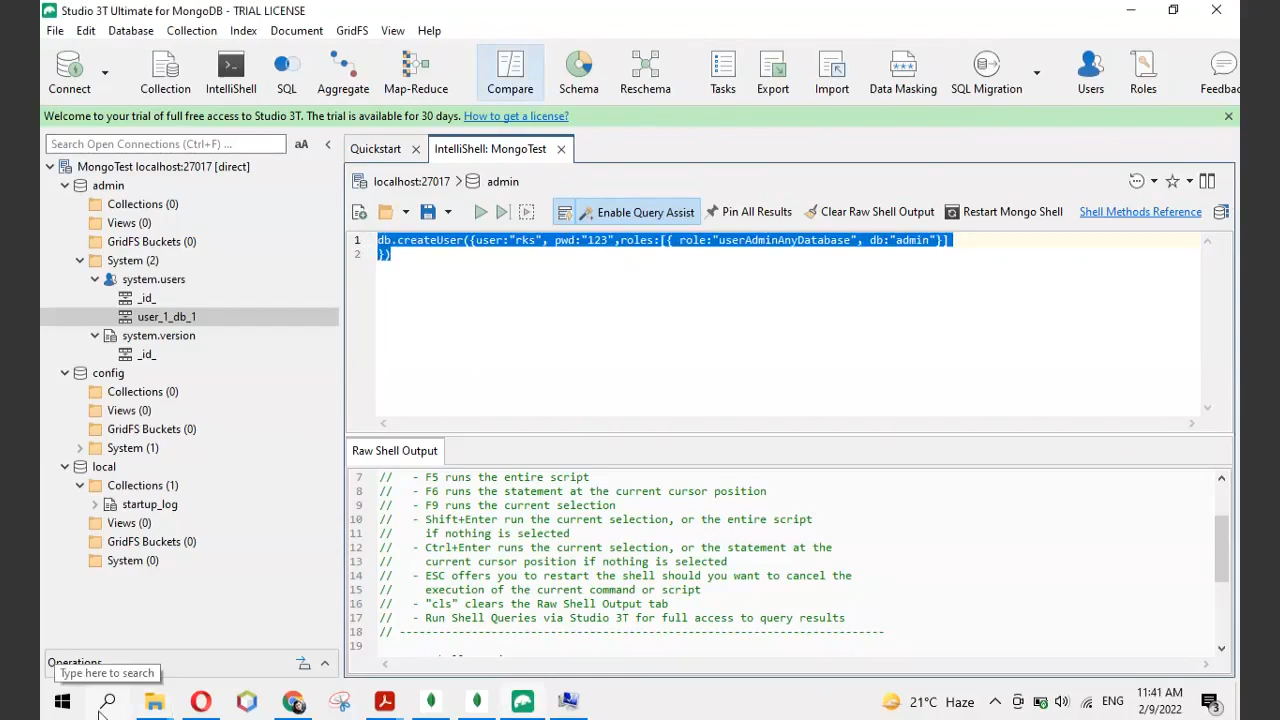 Studio 3T Ultimate for MongoDB - TRIAL LICENSE
File Edit Database Collection Index Document GridFS View Help
Connect Collection IntelliShell SQL Aggregate Map-Reduce Compare Schema Reschema Tasks Export Import Data Masking SQL Migration Users Roles Feedba
Welcome to your trial of full free access to Studio 3T. The trial is available for 30 days. How to get a license?
Search Open Connections (Ctrl+F) ... aA
MongoTest localhost:27017 [direct]
admin
Collections (0)
Views (0)
GridFS Buckets (0)
System (2)
system.users
_id_
user_1_db_1
system.version
_id_
config
Collections (0)
Views (0)
GridFS Buckets (0)
System (1)
local
Collections (1)
startup_log
Views (0)
GridFS Buckets (0)
System (0)
Operations
Type here to search
Quickstart IntelliShell: MongoTest
localhost:27017 admin
Enable Query Assist Pin All Results Clear Raw Shell Output Restart Mongo Shell Shell Methods Reference
1 db.createUser({user:"rks", pwd:"123",roles:[{ role:"userAdminAnyDatabase", db:"admin"}]
2 })
Raw Shell Output
7 // - F5 runs the entire script
8 // - F6 runs the statement at the current cursor position
9 // - F9 runs the current selection
10 // - Shift+Enter run the current selection, or the entire script
11 // if nothing is selected
12 // - Ctrl+Enter runs the current selection, or the statement at the
13 // current cursor position if nothing is selected
14 // - ESC offers you to restart the shell should you want to cancel the
15 // execution of the current command or script
16 // - "cls" clears the Raw Shell Output tab
17 // - Run Shell Queries via Studio 3T for full access to query results
18 // ---------------------------------------------------------------------
19
21°C Haze ENG 11:41 AM
2/9/2022
3